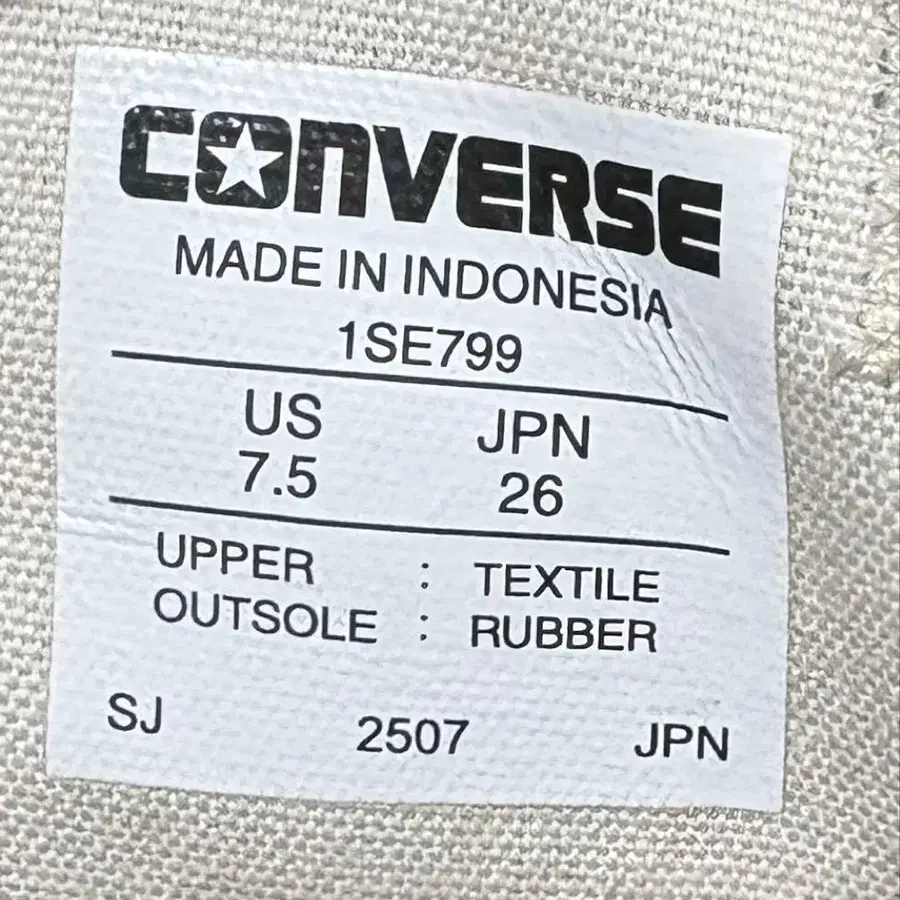 CONVERSE
MADE IN INDONESIA
1SE799
US JPN
7.5 26
UPPER : TEXTILE
OUTSOLE : RUBBER
SJ 2507 JPN